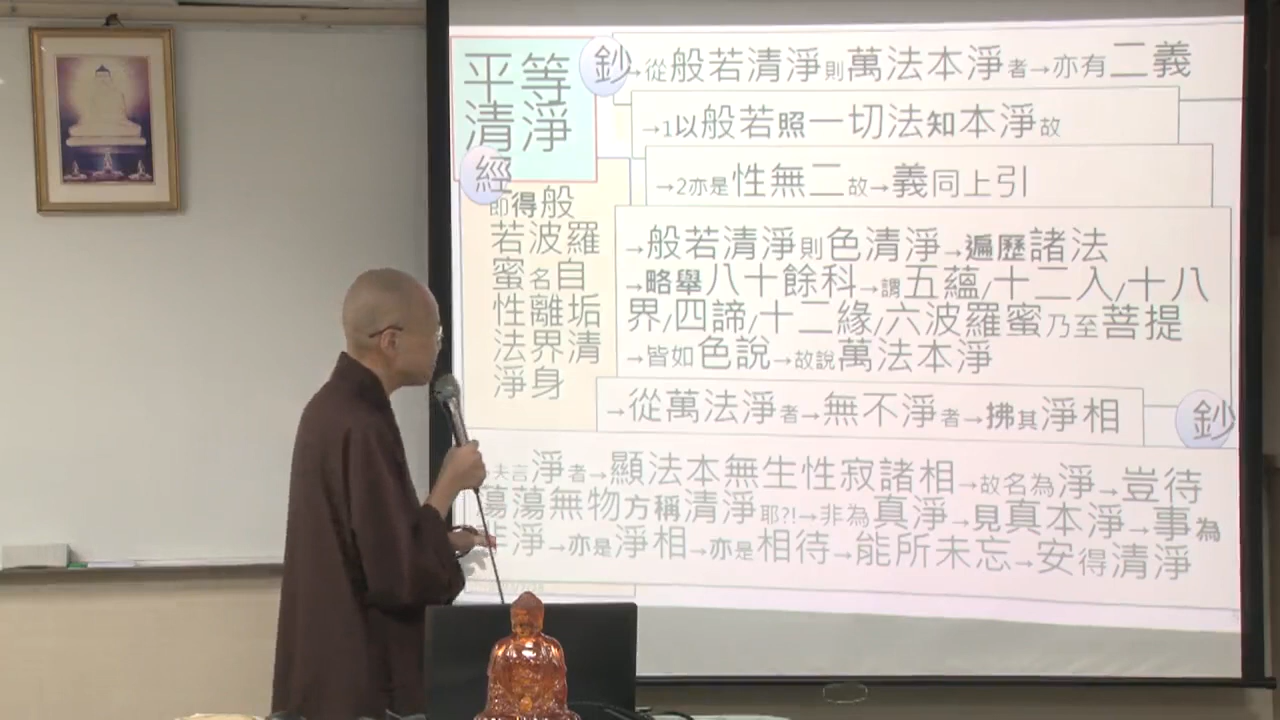 平等
清淨
經
即得般
若波羅
蜜名自
性離垢
法界清
淨身
鈔
→從般若清淨則萬法本淨者→亦有二義
→1以般若照一切法知本淨故
→2亦是性無二故→義同上引
→般若清淨則色清淨→遍歷諸法
→略舉八十餘科→謂五蘊/十二入/十八
界/四諦/十二緣/六波羅蜜乃至菩提
→皆如色說→故說萬法本淨
→從萬法淨者→無不淨者→拂其淨相
鈔
夫言淨者→顯法本無生性寂諸相→故名為淨→豈待
蕩蕩無物方稱清淨耶?!→非為真淨→見真本淨→事為
非淨→亦是淨相→亦是相待→能所未忘→安得清淨